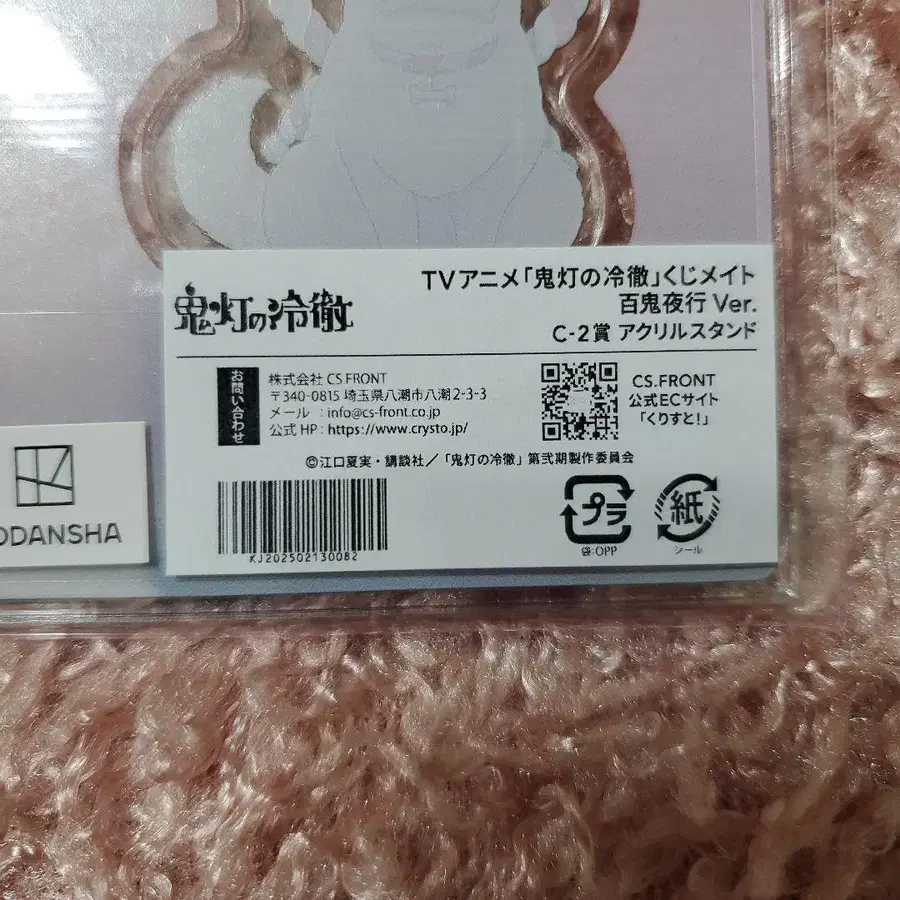 鬼灯の冷徹
TVアニメ「鬼灯の冷徹」くじメイト
百鬼夜行 Ver.
C-2賞 アクリルスタンド
お問い合わせ
株式会社 CS.FRONT
〒340-0815 埼玉県八潮市八潮2-3-3
メール : info@cs-front.co.jp
公式 HP : https://www.crysto.jp/
CS.FRONT
公式ECサイト
「くりすと!」
©江口夏実・講談社／「鬼灯の冷徹」第弐期製作委員会
KJ202502130082
プラ
袋:OPP
紙
シール
ODANSHA